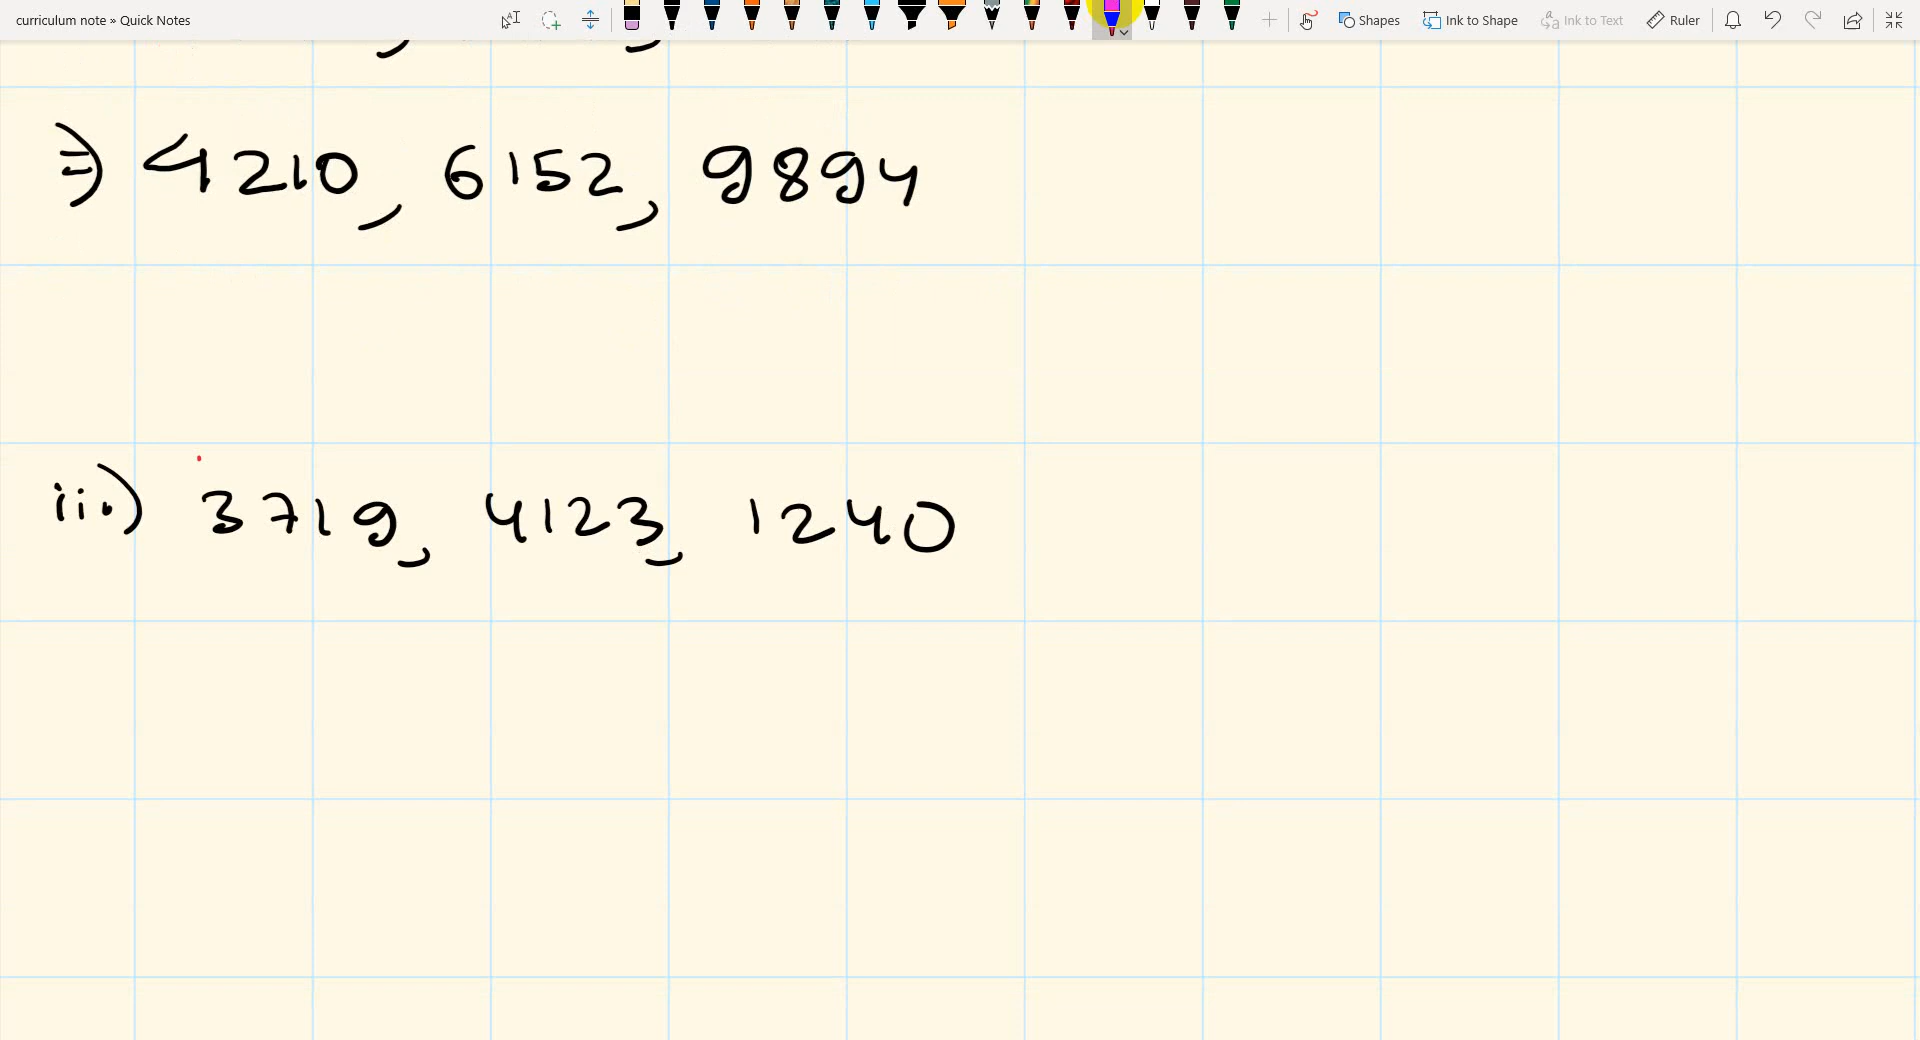 curriculum note » Quick Notes Shapes Ink to Shape Ink to Text Ruler
⇒) 4210, 6152, 9894
iii) 3719, 4123, 1240